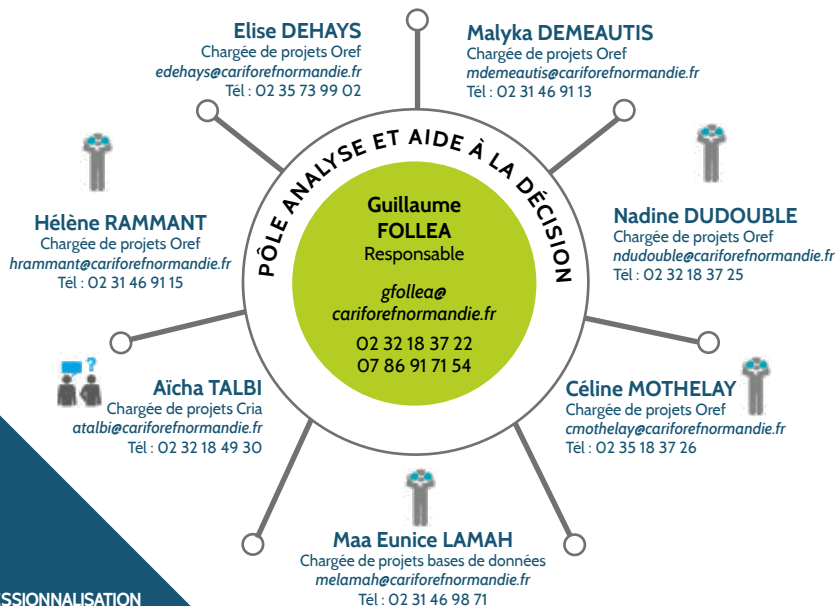 Elise DEHAYS
Chargée de projets Oref
edehays@cariforefnormandie.fr
Tél : 02 35 73 99 02
Malyka DEMEAUTIS
Chargée de projets Oref
mdemeautis@cariforefnormandie.fr
Tél : 02 31 46 91 13
PÔLE ANALYSE ET AIDE À LA DÉCISION
Guillaume
FOLLEA
Responsable
gfollea@
cariforefnormandie.fr
02 32 18 37 22
07 86 91 71 54
Hélène RAMMANT
Chargée de projets Oref
hrammant@cariforefnormandie.fr
Tél : 02 31 46 91 15
Nadine DUDOUBLE
Chargée de projets Oref
ndudouble@cariforefnormandie.fr
Tél : 02 32 18 37 25
?
Aïcha TALBI
Chargée de projets Cria
atalbi@cariforefnormandie.fr
Tél : 02 32 18 49 30
Céline MOTHELAY
Chargée de projets Oref
cmothelay@cariforefnormandie.fr
Tél : 02 35 18 37 26
Maa Eunice LAMAH
Chargée de projets bases de données
melamah@cariforefnormandie.fr
Tél : 02 31 46 98 71
ESSIONNALISATION